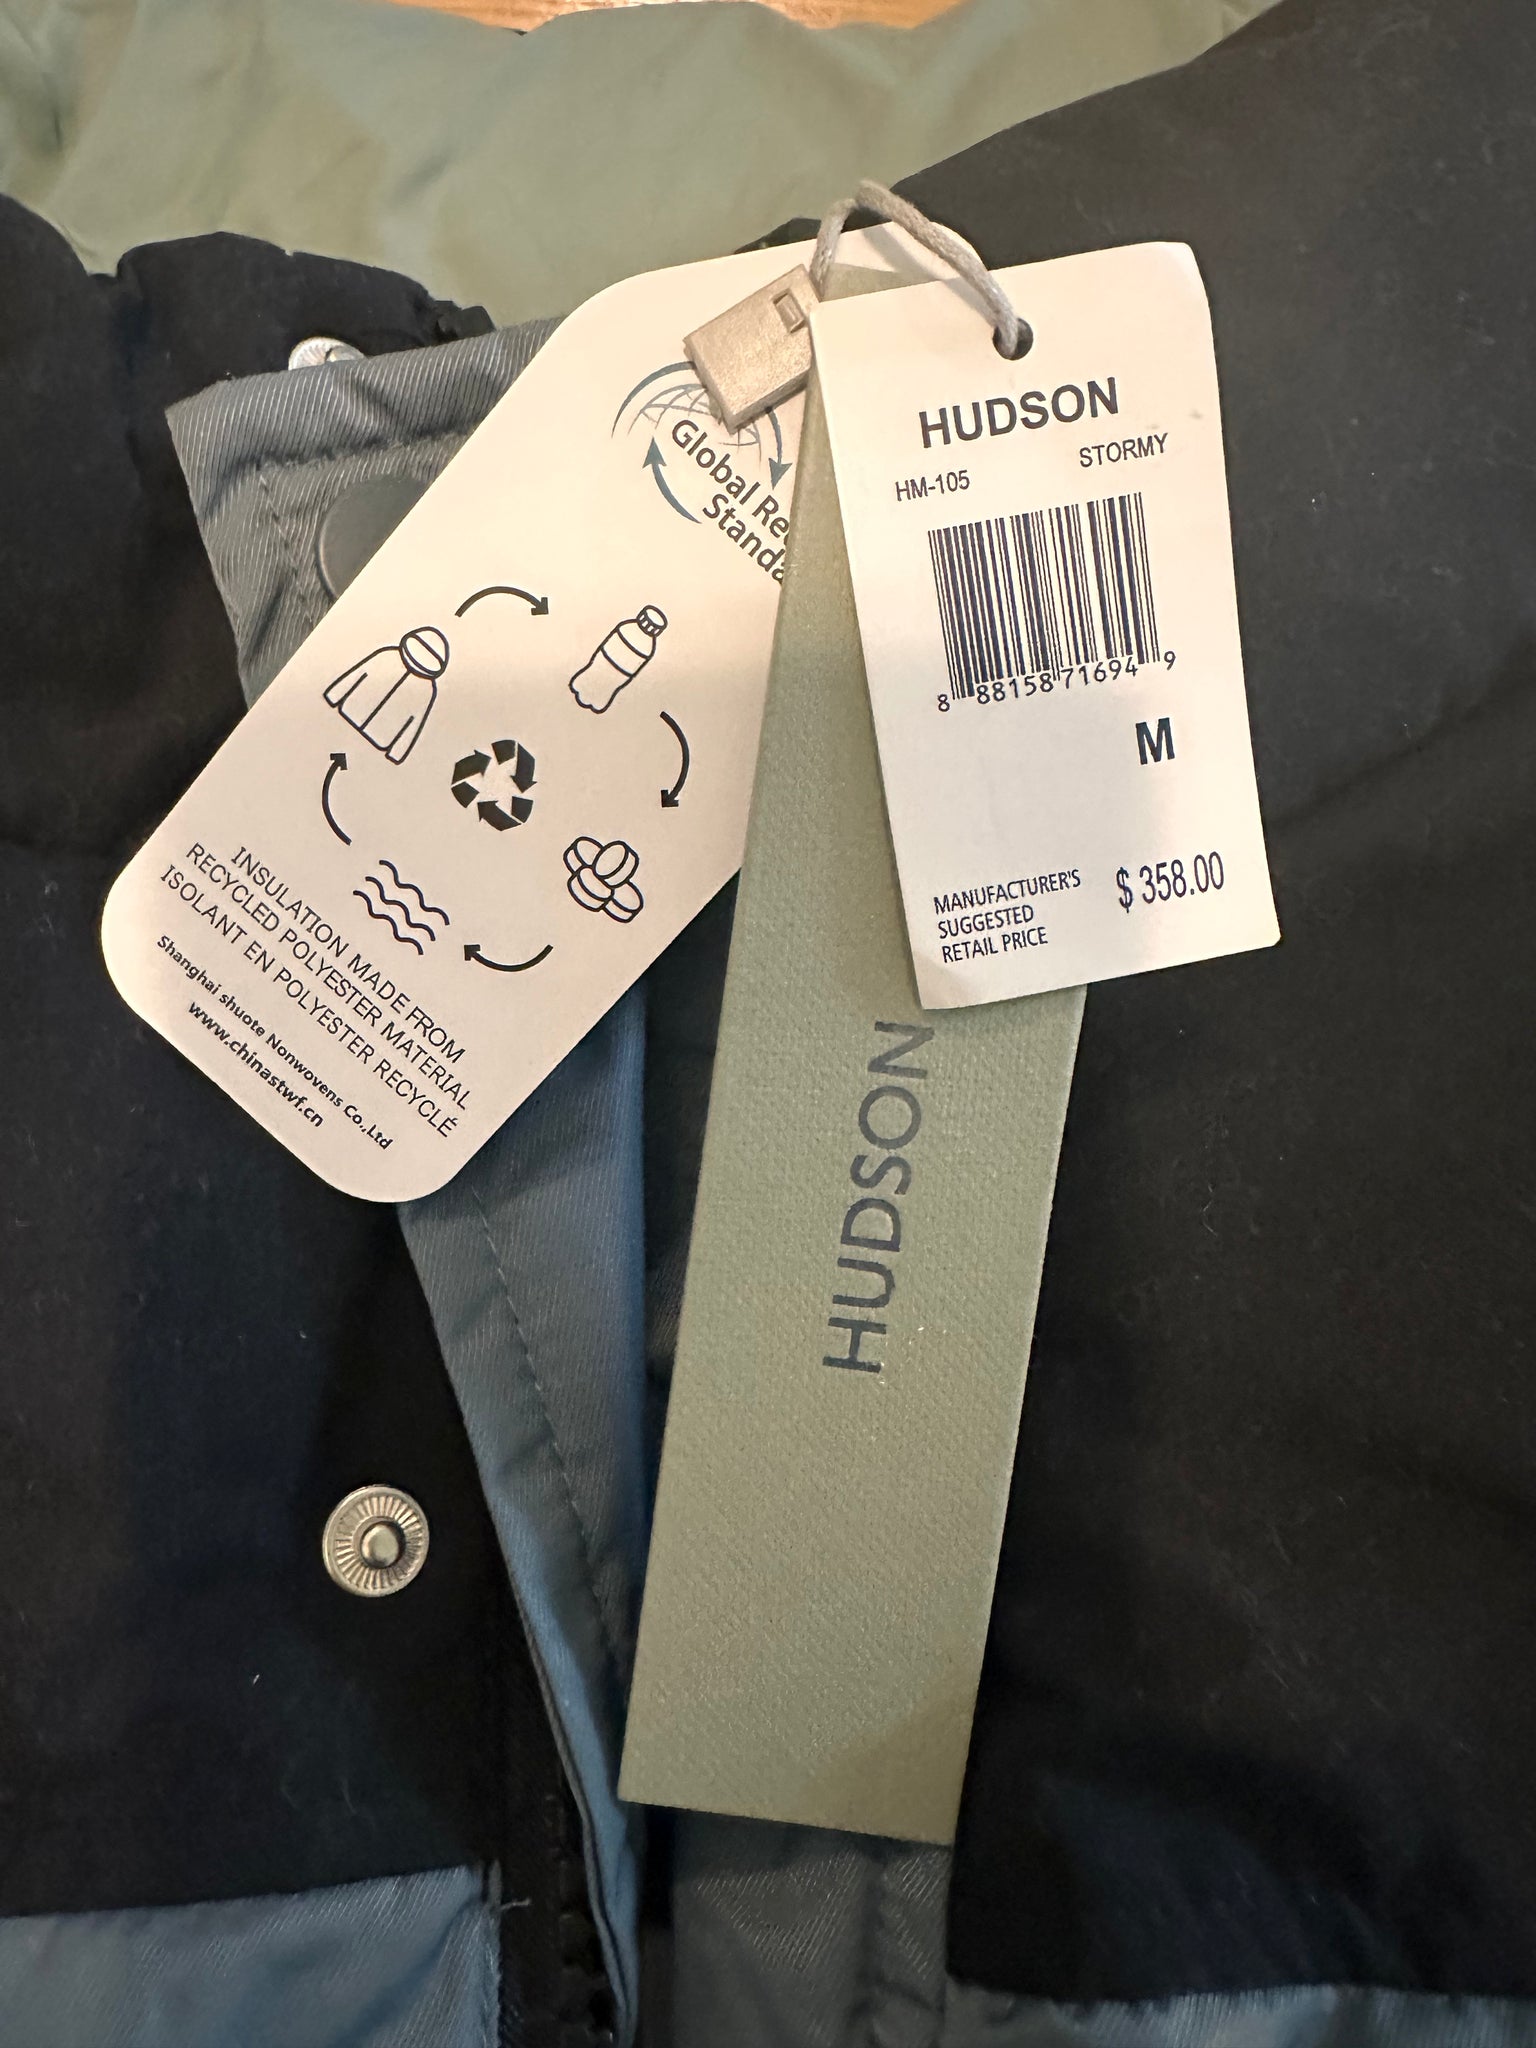 HUDSON
STORMY
HM-105
8 88158 71694 9
M
MANUFACTURER'S
SUGGESTED
RETAIL PRICE
$ 358.00
Global
Standa
INSULATION MADE FROM
RECYCLED POLYESTER MATERIAL
ISOLANT EN POLYESTER RECYCLÉ
Shanghai shuote Nonwovens Co.,Ltd
www.chinastwf.cn
HUDSON